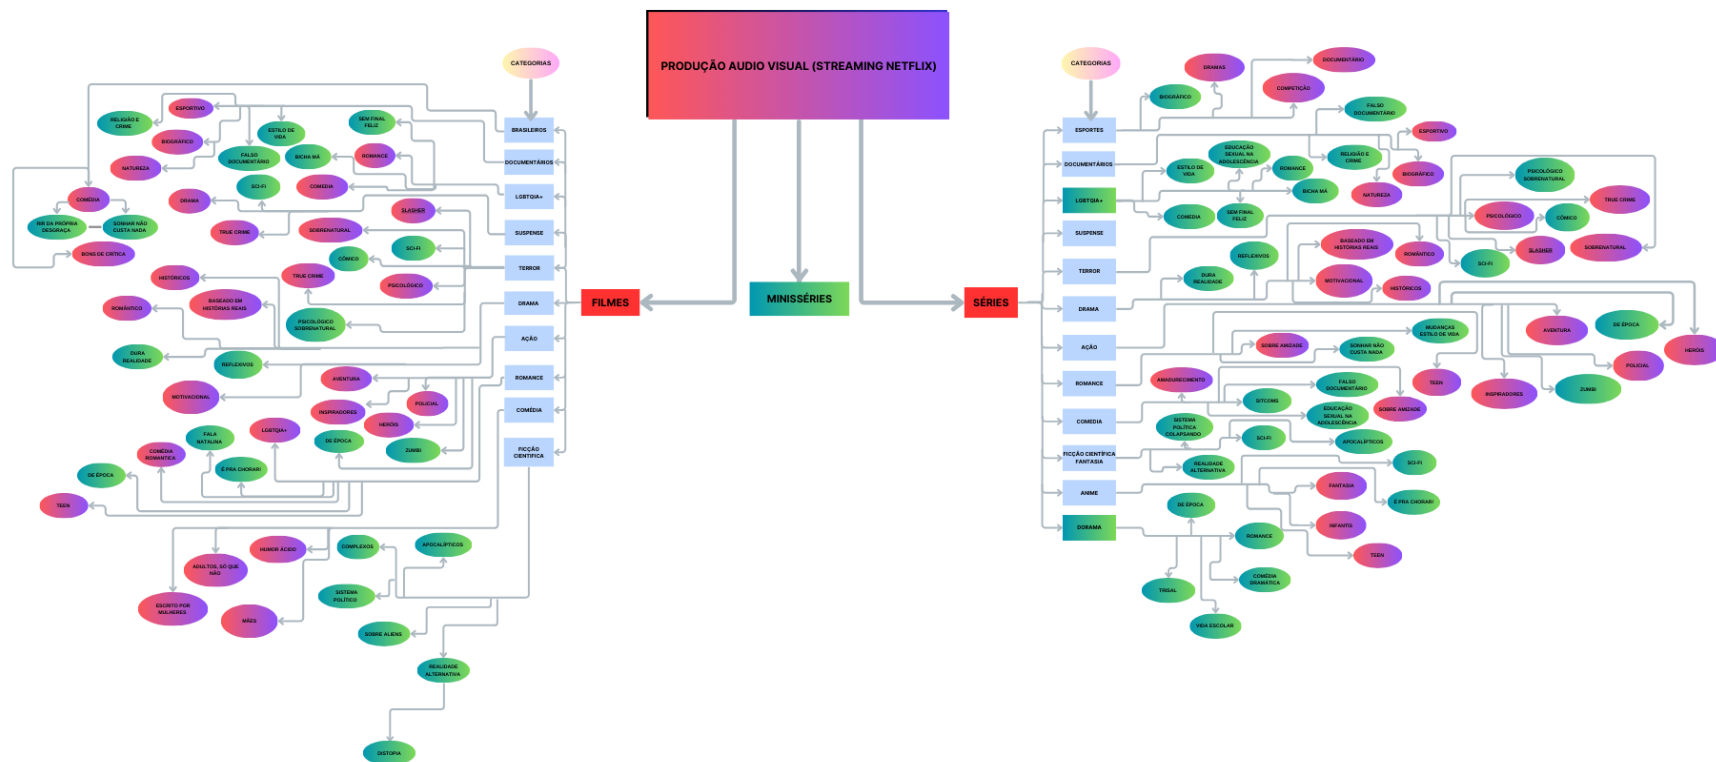 PRODUÇÃO AUDIO VISUAL (STREAMING NETFLIX)
FILMES
MINISSÉRIES
SÉRIES
CATEGORIAS
BRASILEIROS
DOCUMENTÁRIOS
LGBTQIA+
SUSPENSE
TERROR
DRAMA
AÇÃO
ROMANCE
COMÉDIA
FICÇÃO
CIENTIFICA
ESPORTIVO
RELIGIÃO E
CRIME
BIOGRÁFICO
NATUREZA
FALSO
DOCUMENTÁRIO
ESTILO DE
VIDA
SEM FINAL
FELIZ
BICHA MÁ
ROMANCE
COMEDIA
SCI-FI
DRAMA
TRUE CRIME
COMÉDIA
RIR DA PRÓPRIA
DESGRAÇA
SONHAR NÃO
CUSTA NADA
BONS DE CRÍTICA
SLASHER
SOBRENATURAL
SCI-FI
CÔMICO
TRUE CRIME
PSICOLÓGICO
PSICOLÓGICO
SOBRENATURAL
HISTÓRICOS
BASEADO EM
HISTÓRIAS REAIS
ROMÂNTICO
DURA
REALIDADE
REFLEXIVOS
MOTIVACIONAL
AVENTURA
INSPIRADORES
POLICIAL
HERÓIS
DE ÉPOCA
ZUMBI
LGBTQIA+
FALA
NATALINA
COMÉDIA
ROMANTICA
É PRA CHORAR!
DE ÉPOCA
TEEN
HUMOR ÁCIDO
ADULTOS, SÓ QUE
NÃO
ESCRITO POR
MULHERES
MÃES
COMPLEXOS
APOCALÍPTICOS
SISTEMA
POLÍTICO
SOBRE ALIENS
REALIDADE
ALTERNATIVA
DISTOPIA
CATEGORIAS
ESPORTES
DOCUMENTÁRIOS
LGBTQIA+
SUSPENSE
TERROR
DRAMA
AÇÃO
ROMANCE
COMEDIA
FICÇÃO CIENTÍFICA
FANTASIA
ANIME
DORAMA
BIOGRÁFICO
DRAMAS
COMPETIÇÃO
DOCUMENTÁRIO
FALSO
DOCUMENTÁRIO
ESPORTIVO
RELIGIÃO E
CRIME
BIOGRÁFICO
NATUREZA
ESTILO DE
VIDA
EDUCAÇÃO
SEXUAL NA
ADOLESCÊNCIA
ROMANCE
BICHA MÁ
COMEDIA
SEM FINAL
FELIZ
PSICOLÓGICO
SOBRENATURAL
TRUE CRIME
PSICOLÓGICO
CÔMICO
SLASHER
SOBRENATURAL
SCI-FI
REFLEXIVOS
DURA
REALIDADE
BASEADO EM
HISTÓRIAS REAIS
ROMÂNTICO
MOTIVACIONAL
HISTÓRICOS
AVENTURA
DE ÉPOCA
HERÓIS
POLICIAL
ZUMBI
INSPIRADORES
TEEN
MUDANÇAS
ESTILO DE VIDA
SOBRE AMIZADE
SONHAR NÃO
CUSTA NADA
AMADURECIMENTO
SITCOMS
FALSO
DOCUMENTÁRIO
SOBRE AMIZADE
EDUCAÇÃO
SEXUAL NA
ADOLESCÊNCIA
SISTEMA
POLÍTICA
COLAPSANDO
SCI-FI
APOCALÍPTICOS
REALIDADE
ALTERNATIVA
SCI-FI
FANTASIA
É PRA CHORAR!
INFANTIS
TEEN
DE ÉPOCA
ROMANCE
COMÉDIA
DRAMÁTICA
TRISAL
VIDA ESCOLAR